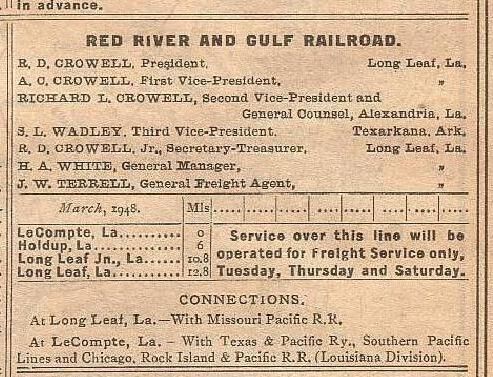 in advance.
RED RIVER AND GULF RAILROAD.
R. D. CROWELL, President, Long Leaf, La.
A. C. CROWELL, First Vice-President, "
RICHARD L. CROWELL, Second Vice-President and
General Counsel, Alexandria, La.
S. L. WADLEY, Third Vice-President, Texarkana, Ark.
R. D. CROWELL, Jr., Secretary-Treasurer, Long Leaf, La.
H. A. WHITE, General Manager, "
J. W. TERRELL, General Freight Agent, "
March, 1948. Mls
LeCompte, La.......... 0
Holdup, La............ 6
Long Leaf Jn., La..... 10.8
Long Leaf, La......... 12.8
Service over this line will be
operated for Freight Service only,
Tuesday, Thursday and Saturday.
CONNECTIONS.
At Long Leaf, La.—With Missouri Pacific R.R.
At LeCompte, La. - With Texas & Pacific Ry., Southern Pacific
Lines and Chicago, Rock Island & Pacific R.R. (Louisiana Division).